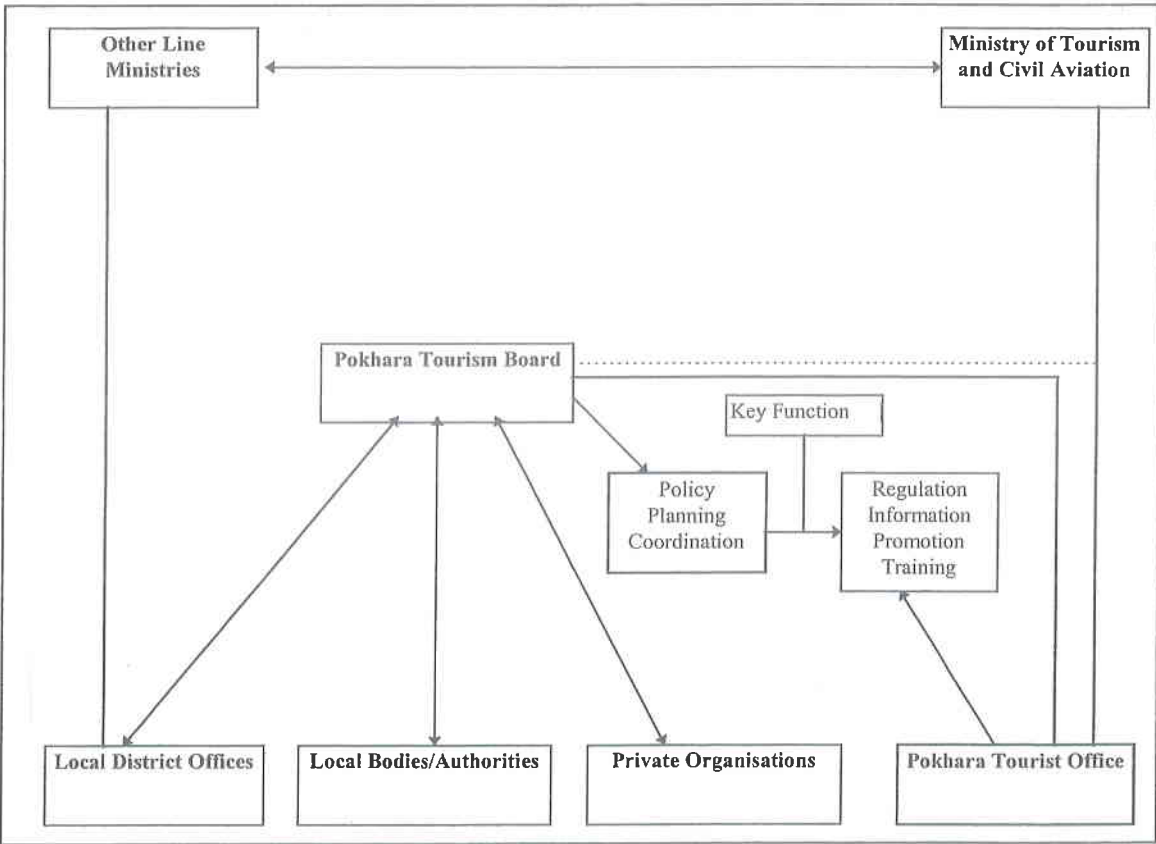 Other Line
Ministries
Ministry of Tourism
and Civil Aviation
Pokhara Tourism Board
Key Function
Policy
Planning
Coordination
Regulation
Information
Promotion
Training
Local District Offices
Local Bodies/Authorities
Private Organisations
Pokhara Tourist Office